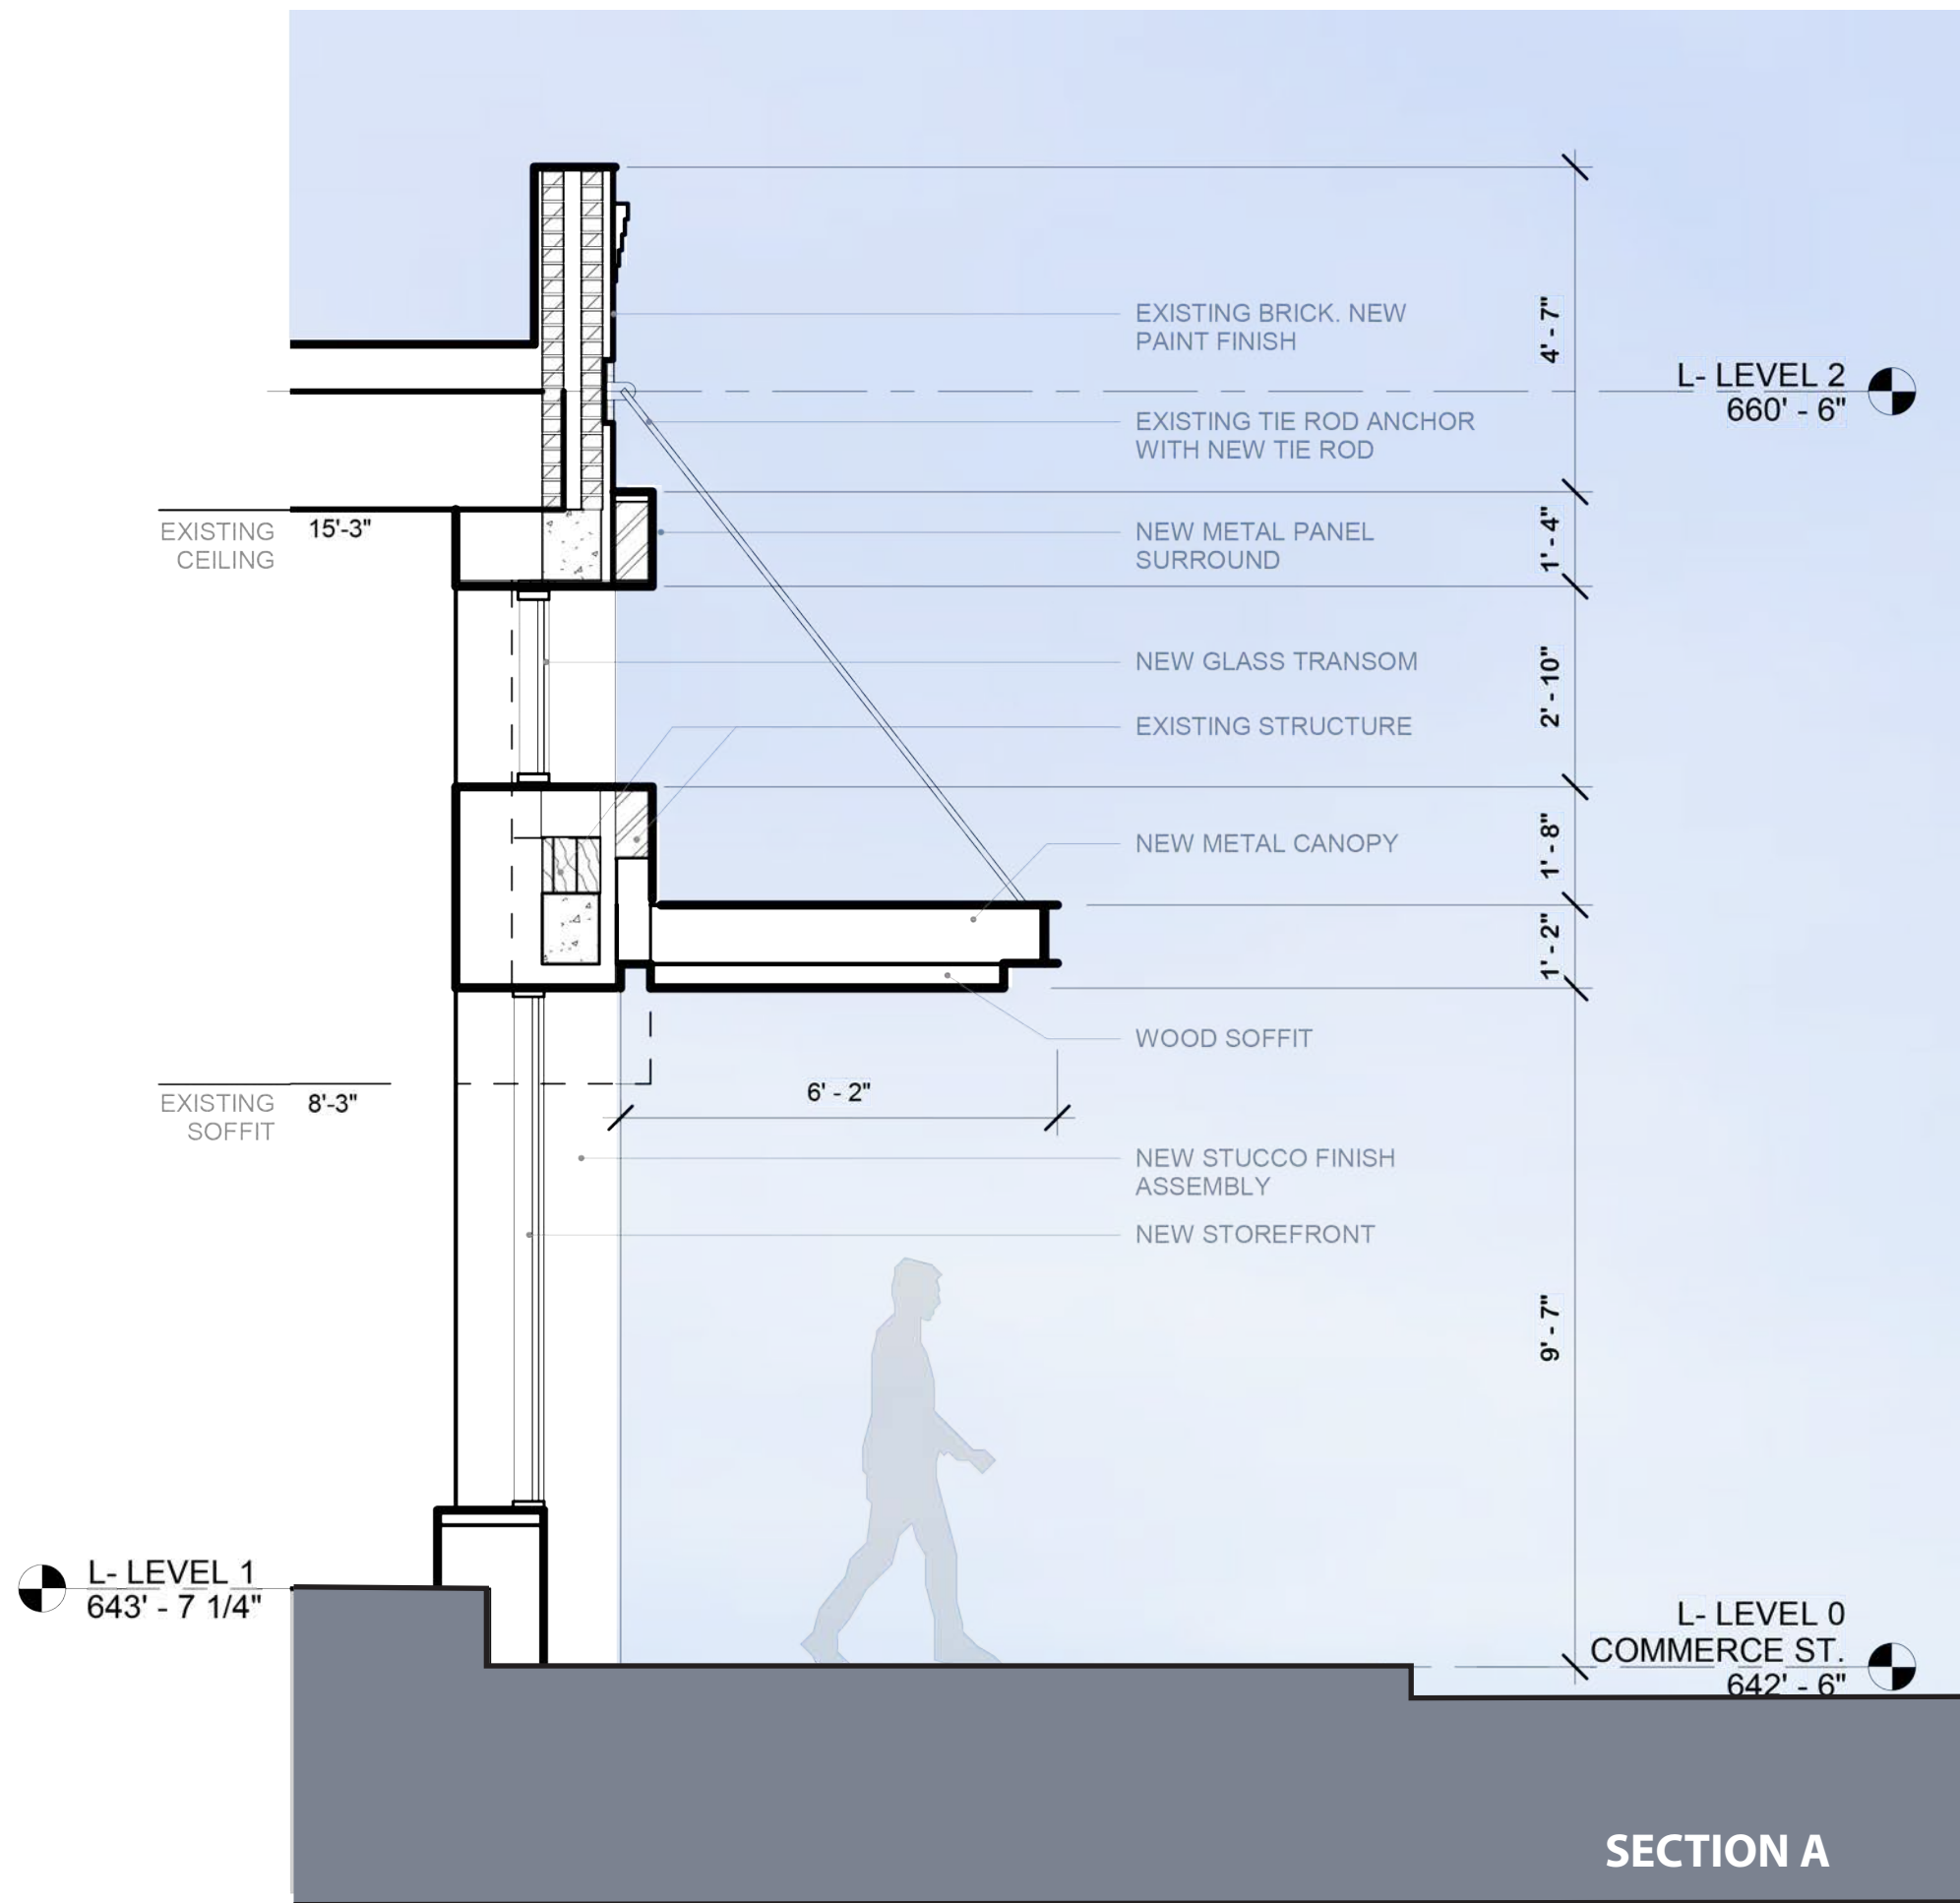 EXISTING BRICK. NEW
PAINT FINISH
4' - 7"
L- LEVEL 2
660' - 6"
EXISTING TIE ROD ANCHOR
WITH NEW TIE ROD
EXISTING
CEILING
15'-3"
NEW METAL PANEL
SURROUND
1' - 4"
NEW GLASS TRANSOM
2' - 10"
EXISTING STRUCTURE
NEW METAL CANOPY
1' - 8"
1' - 2"
WOOD SOFFIT
EXISTING
SOFFIT
8'-3"
6' - 2"
NEW STUCCO FINISH
ASSEMBLY
NEW STOREFRONT
9' - 7"
L- LEVEL 1
643' - 7 1/4"
L- LEVEL 0
COMMERCE ST.
642' - 6"
SECTION A